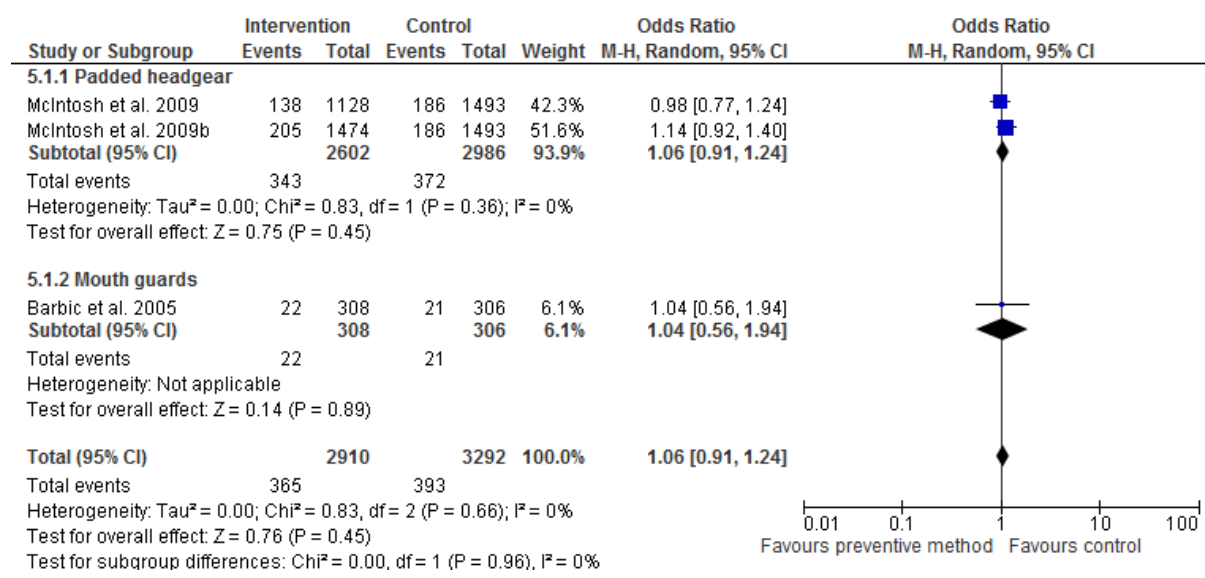 Intervention Control Odds Ratio Odds Ratio
Study or Subgroup Events Total Events Total Weight M-H, Random, 95% CI M-H, Random, 95% CI
5.1.1 Padded headgear
McIntosh et al. 2009 138 1128 186 1493 42.3% 0.98 [0.77, 1.24]
McIntosh et al. 2009b 205 1474 186 1493 51.6% 1.14 [0.92, 1.40]
Subtotal (95% CI) 2602 2986 93.9% 1.06 [0.91, 1.24]
Total events 343 372
Heterogeneity: Tau² = 0.00; Chi² = 0.83, df = 1 (P = 0.36); I² = 0%
Test for overall effect: Z = 0.75 (P = 0.45)
5.1.2 Mouth guards
Barbic et al. 2005 22 308 21 306 6.1% 1.04 [0.56, 1.94]
Subtotal (95% CI) 308 306 6.1% 1.04 [0.56, 1.94]
Total events 22 21
Heterogeneity: Not applicable
Test for overall effect: Z = 0.14 (P = 0.89)
Total (95% CI) 2910 3292 100.0% 1.06 [0.91, 1.24]
Total events 365 393
Heterogeneity: Tau² = 0.00; Chi² = 0.83, df = 2 (P = 0.66); I² = 0%
Test for overall effect: Z = 0.76 (P = 0.45)
Test for subgroup differences: Chi² = 0.00, df = 1 (P = 0.96), I² = 0%
0.01 0.1 1 10 100
Favours preventive method Favours control